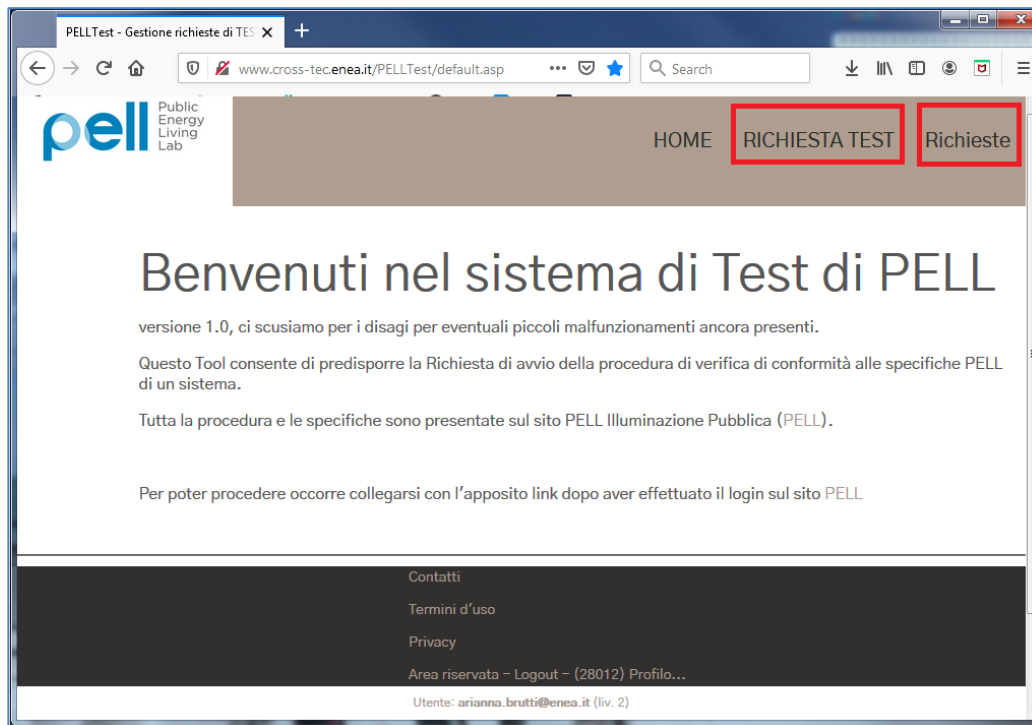 PELLTest - Gestione richieste di TES
www.cross-tec.enea.it/PELLTest/default.asp
Search
pell Public
Energy
Living
Lab
HOME RICHIESTA TEST Richieste
Benvenuti nel sistema di Test di PELL
versione 1.0, ci scusiamo per i disagi per eventuali piccoli malfunzionamenti ancora presenti.
Questo Tool consente di predisporre la Richiesta di avvio della procedura di verifica di conformità alle specifiche PELL
di un sistema.
Tutta la procedura e le specifiche sono presentate sul sito PELL Illuminazione Pubblica (PELL).
Per poter procedere occorre collegarsi con l'apposito link dopo aver effettuato il login sul sito PELL
Contatti
Termini d'uso
Privacy
Area riservata – Logout – (28012) Profilo...
Utente: arianna.brutti@enea.it (liv. 2)